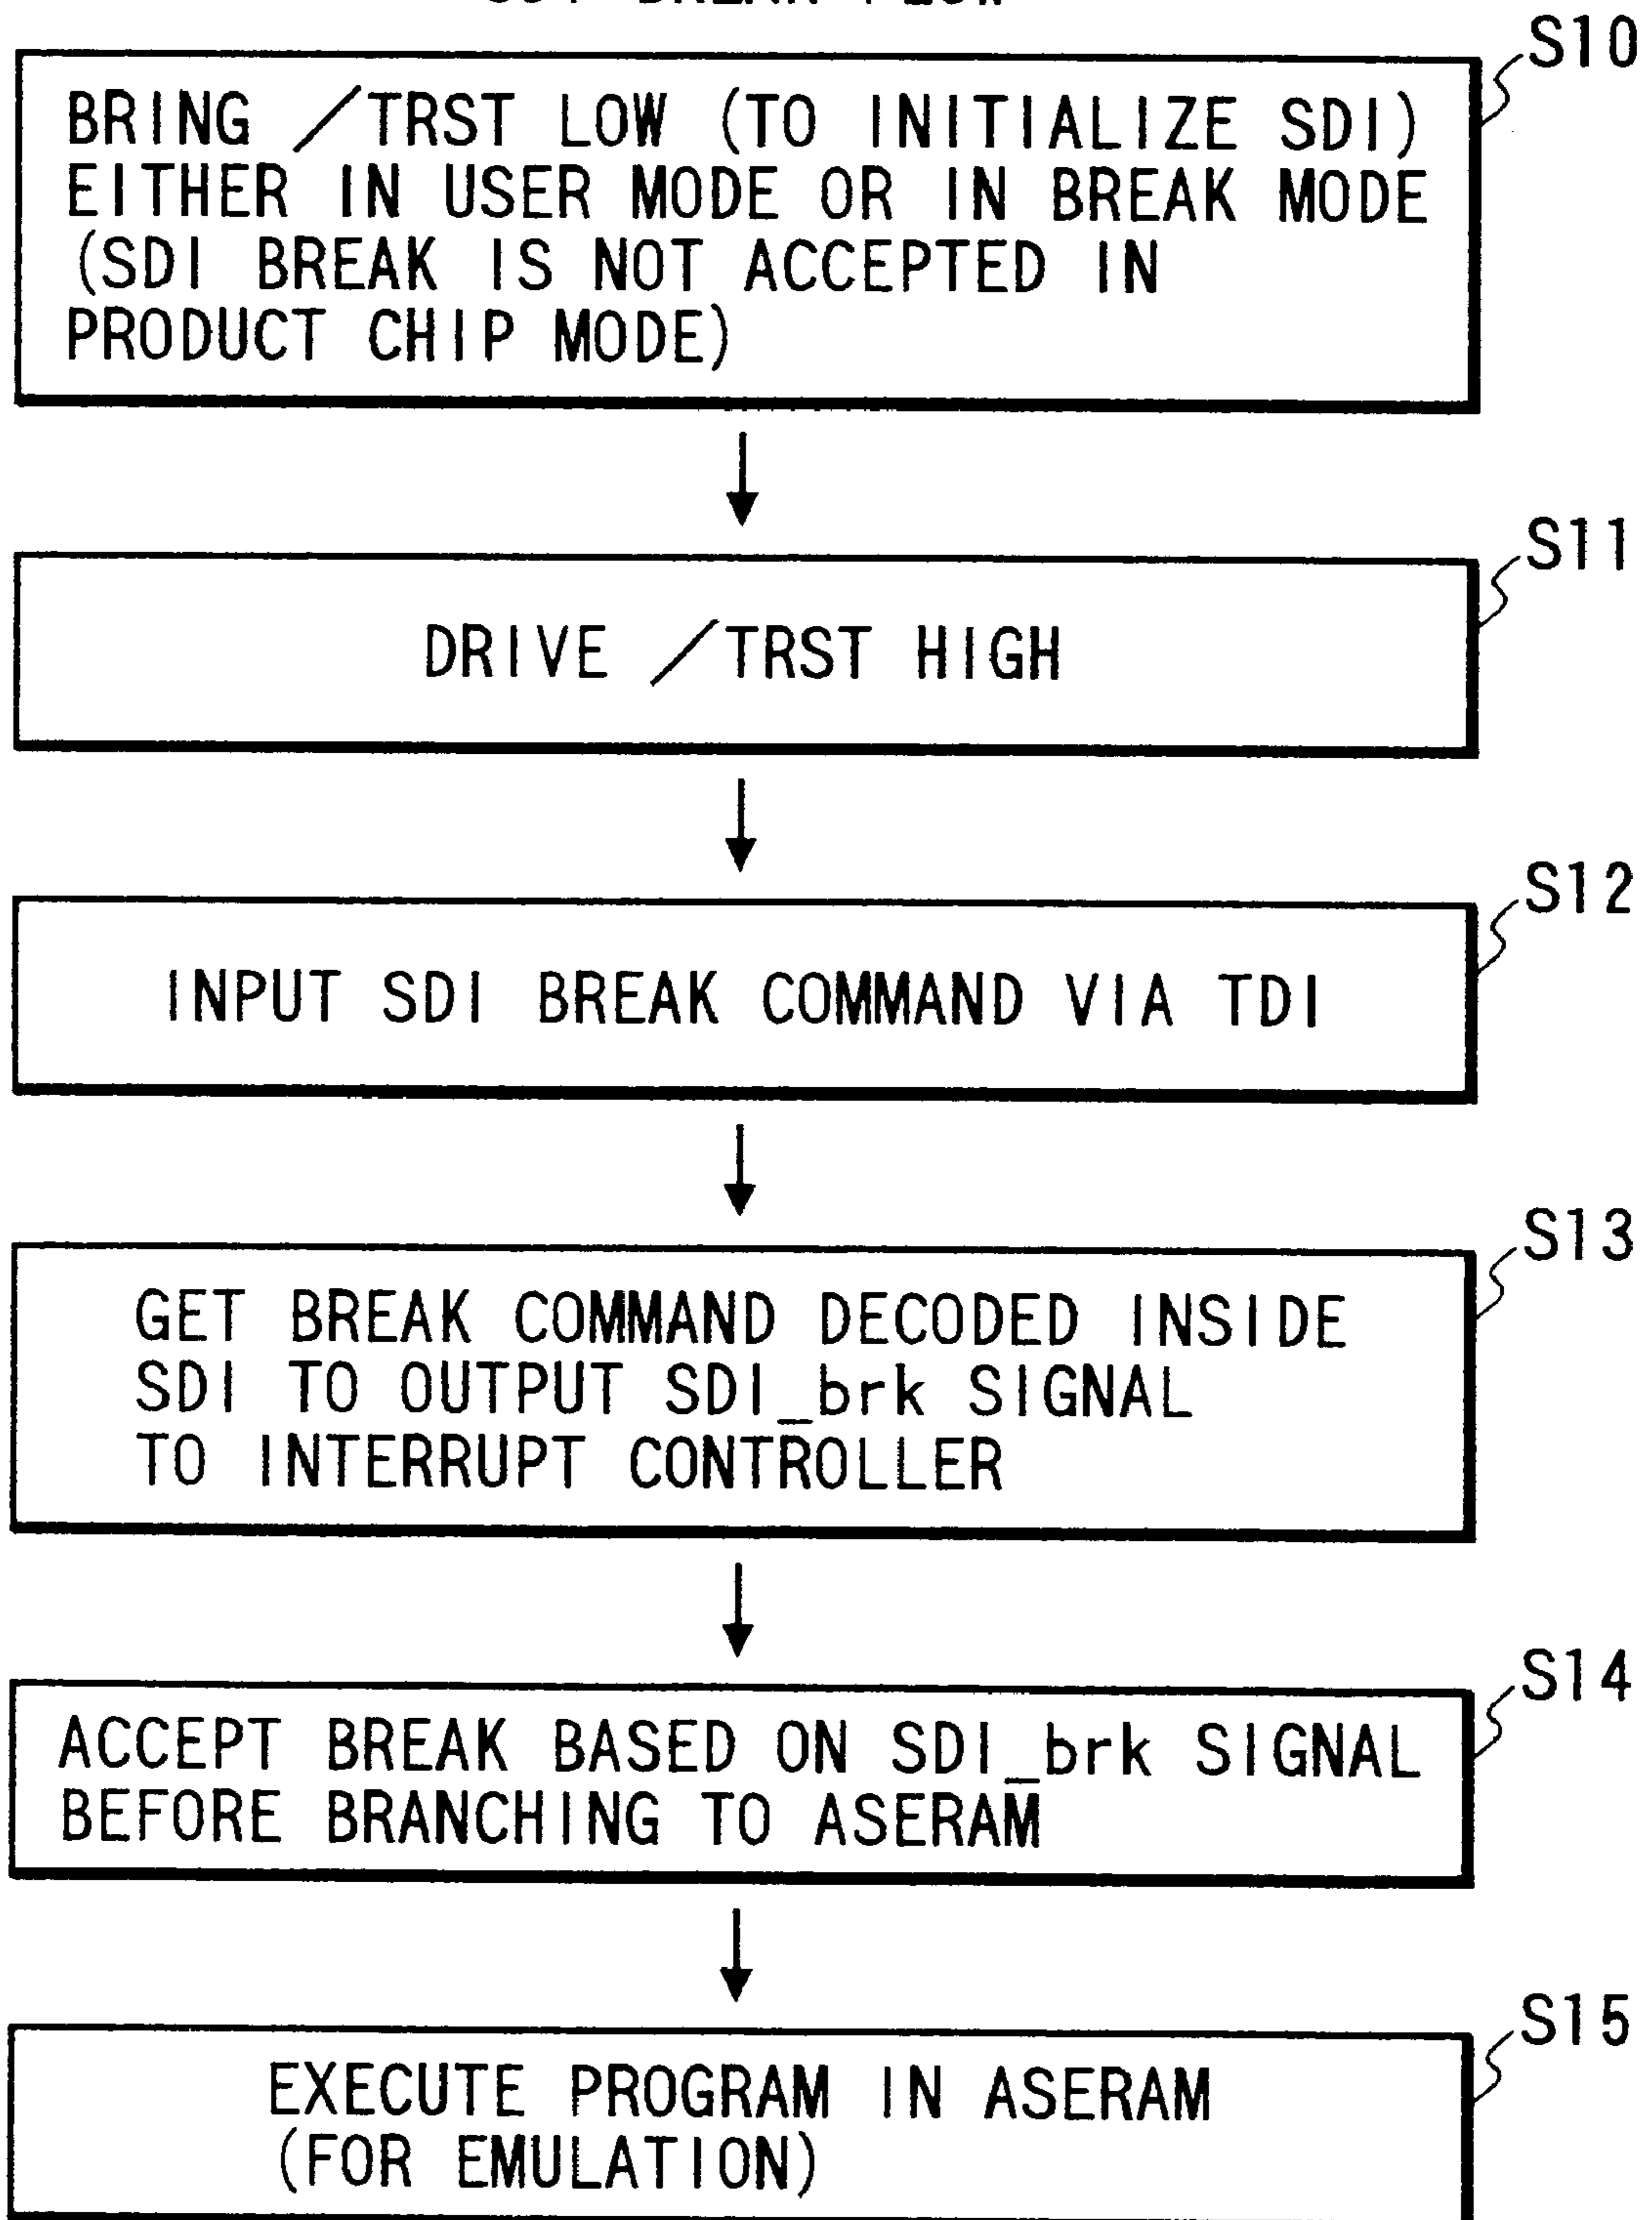 SDI BREAK FLOW
S10
BRING /TRST LOW (TO INITIALIZE SDI)
EITHER IN USER MODE OR IN BREAK MODE
(SDI BREAK IS NOT ACCEPTED IN
PRODUCT CHIP MODE)
S11
DRIVE /TRST HIGH
S12
INPUT SDI BREAK COMMAND VIA TDI
S13
GET BREAK COMMAND DECODED INSIDE
SDI TO OUTPUT SDI_brk SIGNAL
TO INTERRUPT CONTROLLER
S14
ACCEPT BREAK BASED ON SDI_brk SIGNAL
BEFORE BRANCHING TO ASERAM
S15
EXECUTE PROGRAM IN ASERAM
(FOR EMULATION)